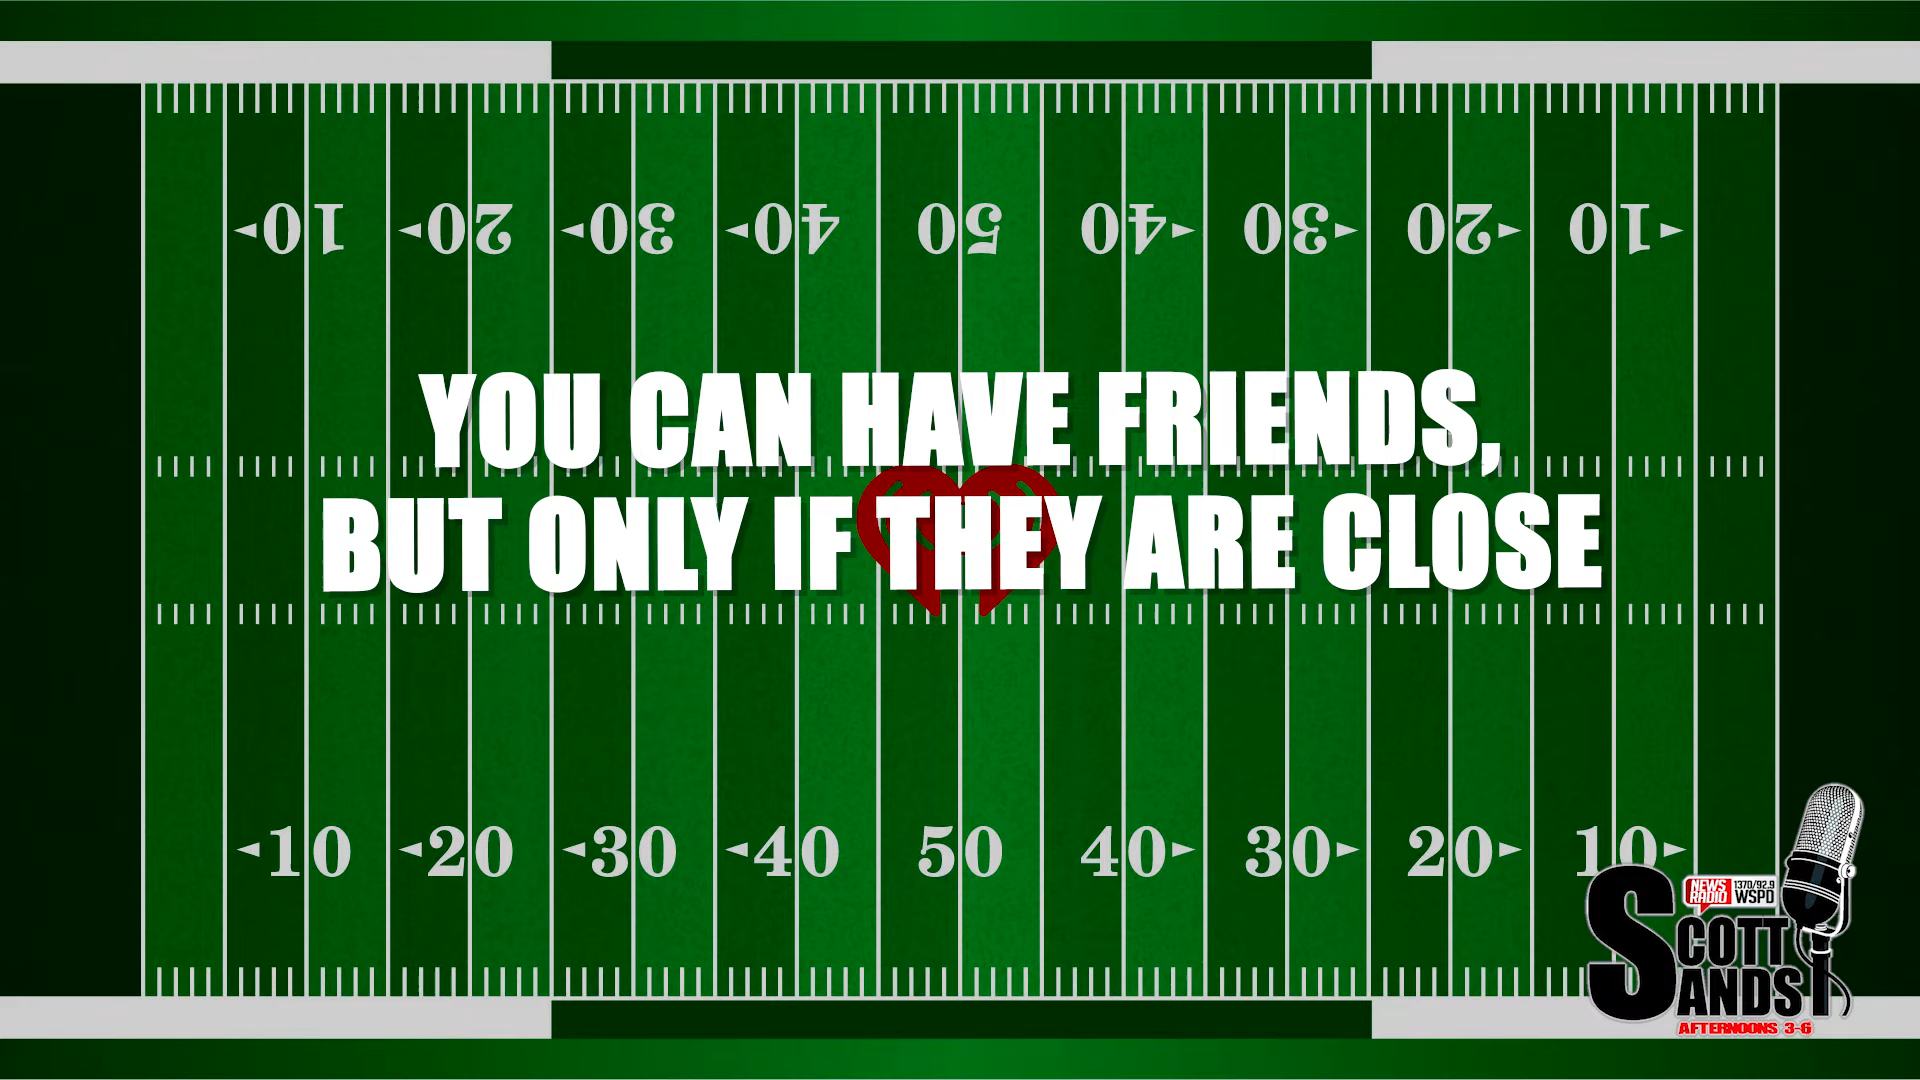 10 20 30 40 50 40 30 20 10
YOU CAN HAVE FRIENDS,
BUT ONLY IF THEY ARE CLOSE
10 20 30 40 50 40 30 20 10
NEWS RADIO 1370/92.9 WSPD
SCOTT
SANDS
AFTERNOONS 3-6